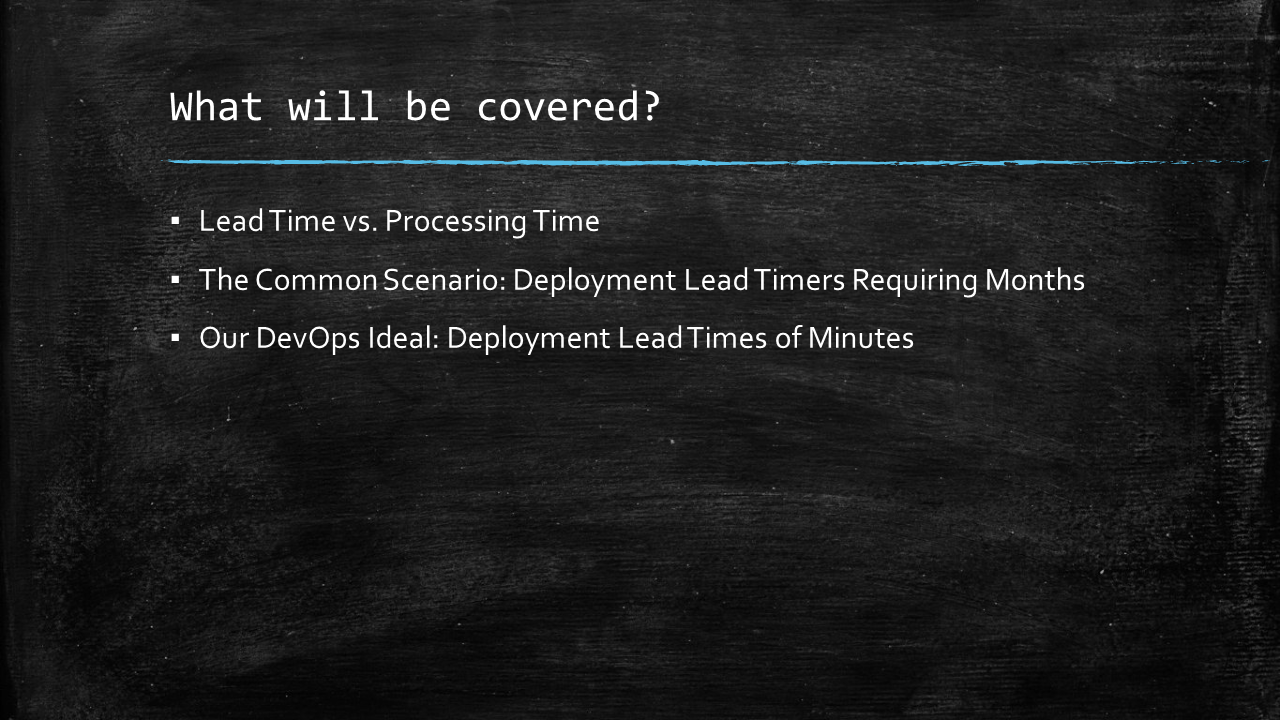 What will be covered?
▪ Lead Time vs. Processing Time
▪ The Common Scenario: Deployment Lead Timers Requiring Months
▪ Our DevOps Ideal: Deployment Lead Times of Minutes